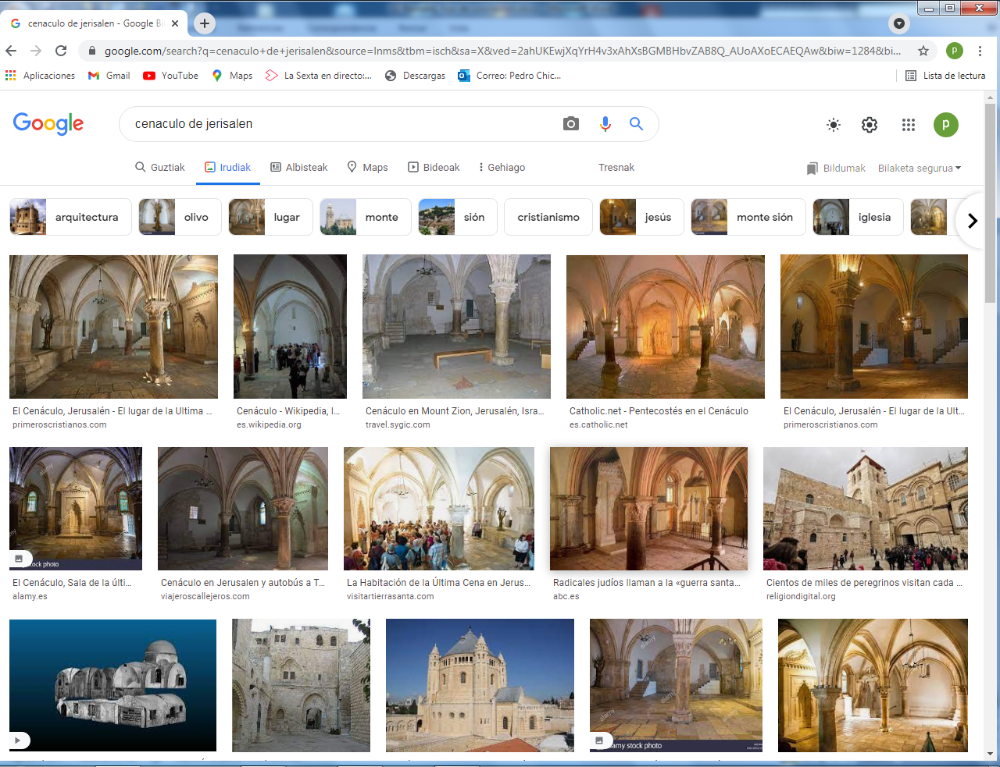 cenaculo de jerisalen - Google Bi
google.com/search?q=cenaculo+de+jerisalen&source=lnms&tbm=isch&sa=X&ved=2ahUKEwjXqYrH4v3xAhXsBGMBHbvZAB8Q_AUoAXoECAEQAw&biw=1284&bi...
p
Aplicaciones Gmail YouTube Maps La Sexta en directo:... Descargas Correo: Pedro Chic... Lista de lectura
Google cenaculo de jerisalen p
Guztiak Irudiak Albisteak Maps Bideoak Gehiago Tresnak Bildumak Bilaketa segurua
arquitectura olivo lugar monte sión cristianismo jesús monte sión iglesia
El Cenáculo, Jerusalén - El lugar de la Ultima ... Cenáculo - Wikipedia, l... Cenáculo en Mount Zion, Jerusalén, Isra... Catholic.net - Pentecostés en el Cenáculo El Cenáculo, Jerusalén - El lugar de la Ult...
primeroscristianos.com es.wikipedia.org travel.sygic.com es.catholic.net primeroscristianos.com
alamy
stock photo
El Cenáculo, Sala de la últi... Cenáculo en Jerusalen y autobús a T... La Habitación de la Última Cena en Jerus... Radicales judíos llaman a la «guerra santa... Cientos de miles de peregrinos visitan cada ...
alamy.es viajeroscallejeros.com visitartierrasanta.com abc.es religiondigital.org
alamy
alamy stock photo